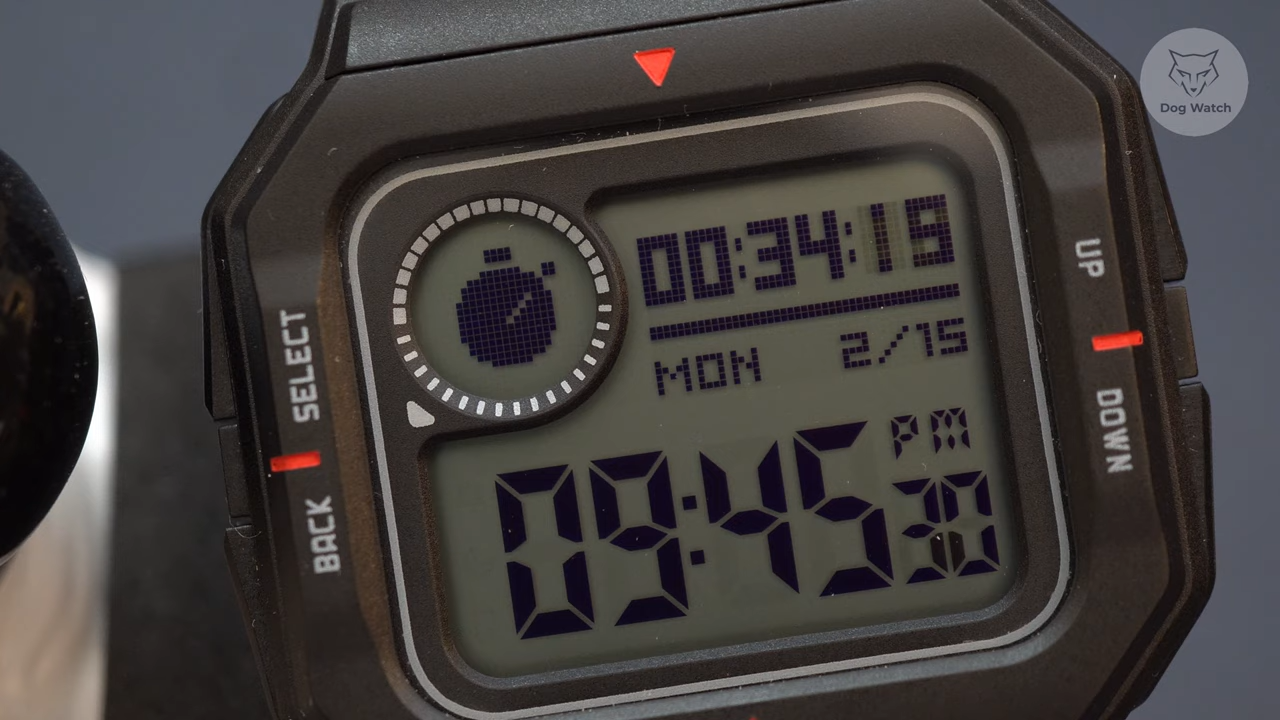 Dog Watch
00:34:19
MON 2/15
PM
09:45 30
SELECT
BACK
UP
DOWN